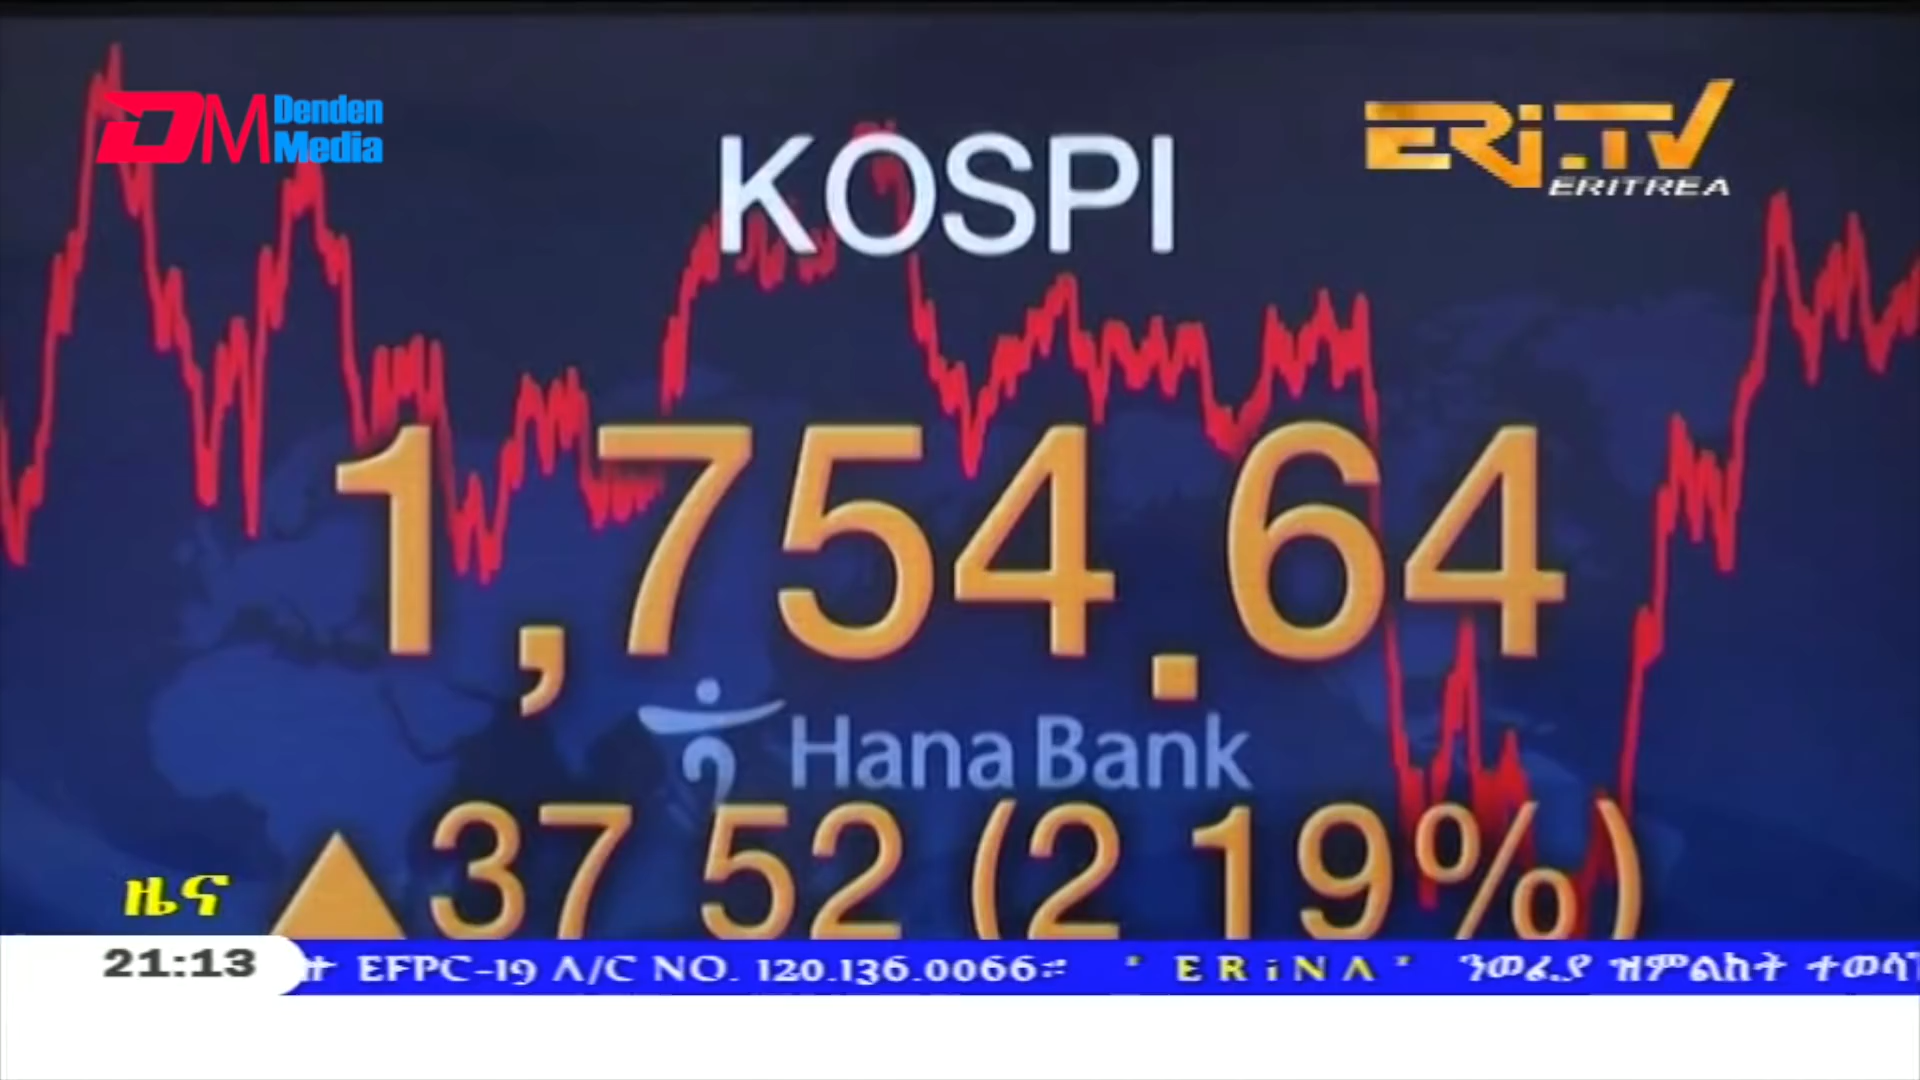 DM Denden Media
ERi.TV
ERITREA
KOSPI
1,754.64
Hana Bank
▲37 52 (2 19%)
ዜና
21:13
EFPC-19 A/C NO. 120.136.0066፡፡ " ERiNA " ንወፈያ ዝምልከት ተወሳ